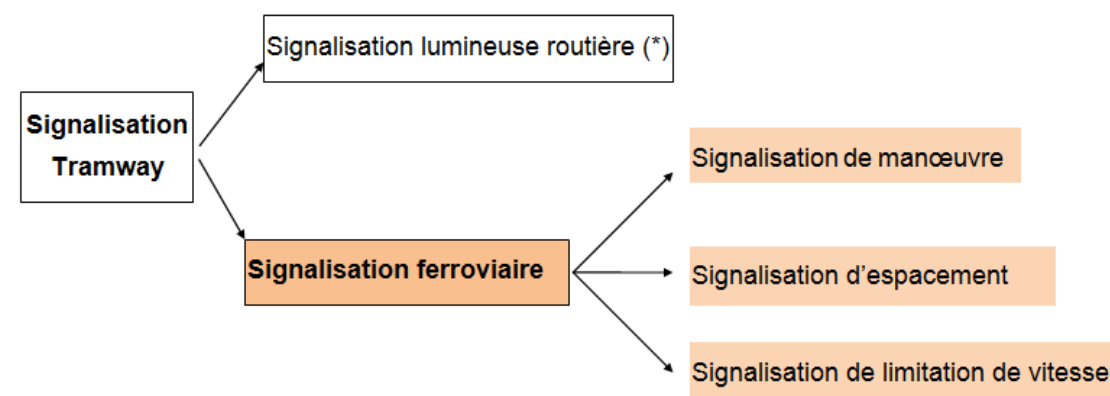 Signalisation lumineuse routière (*)
Signalisation
Tramway
Signalisation de manœuvre
Signalisation ferroviaire
Signalisation d’espacement
Signalisation de limitation de vitesse